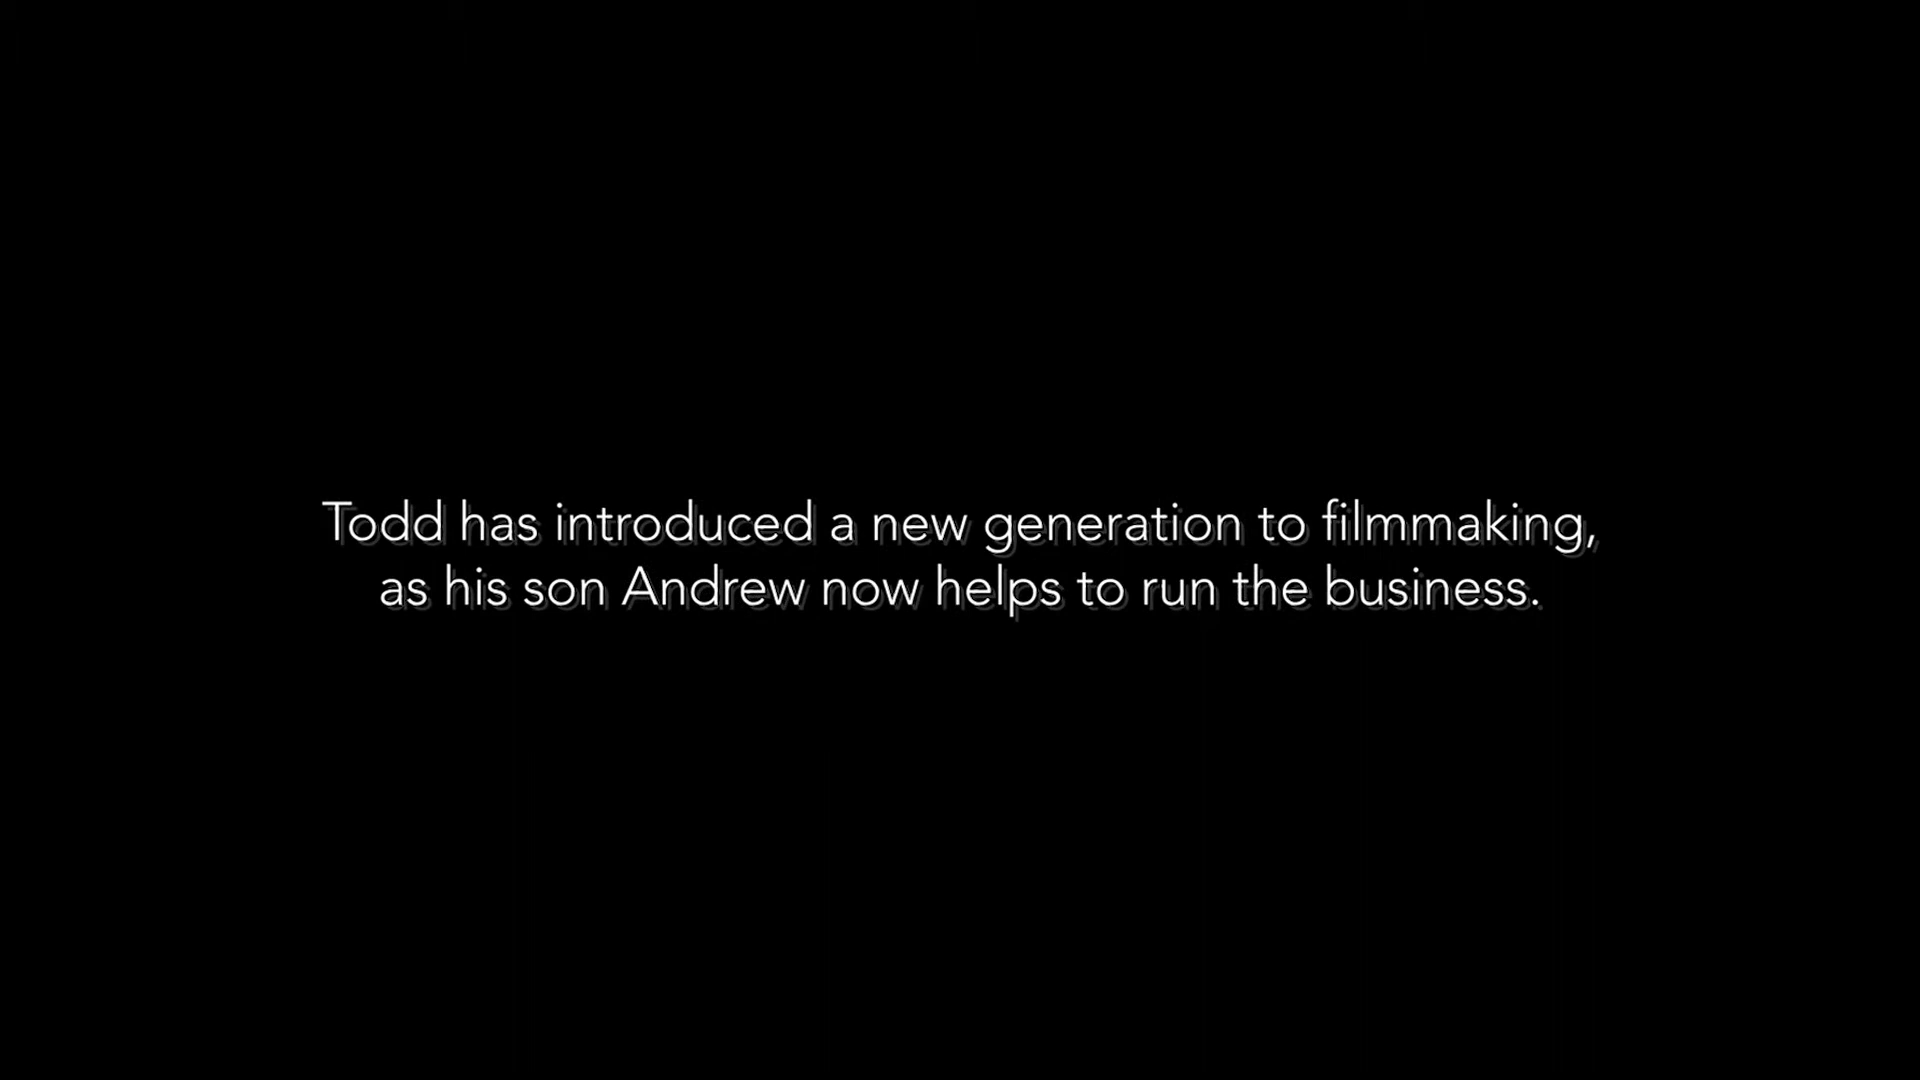 Todd has introduced a new generation to filmmaking,
as his son Andrew now helps to run the business.